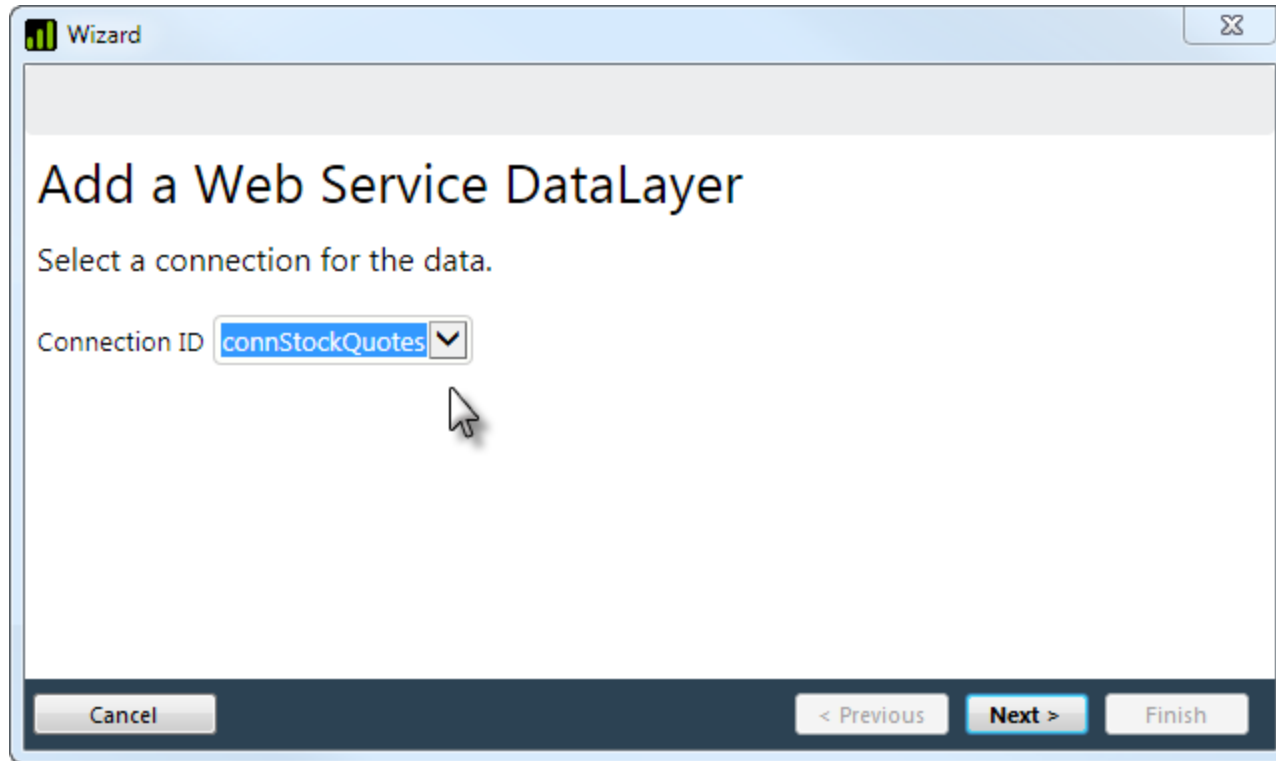 Wizard
Add a Web Service DataLayer
Select a connection for the data.
Connection ID connStockQuotes
Cancel < Previous Next > Finish